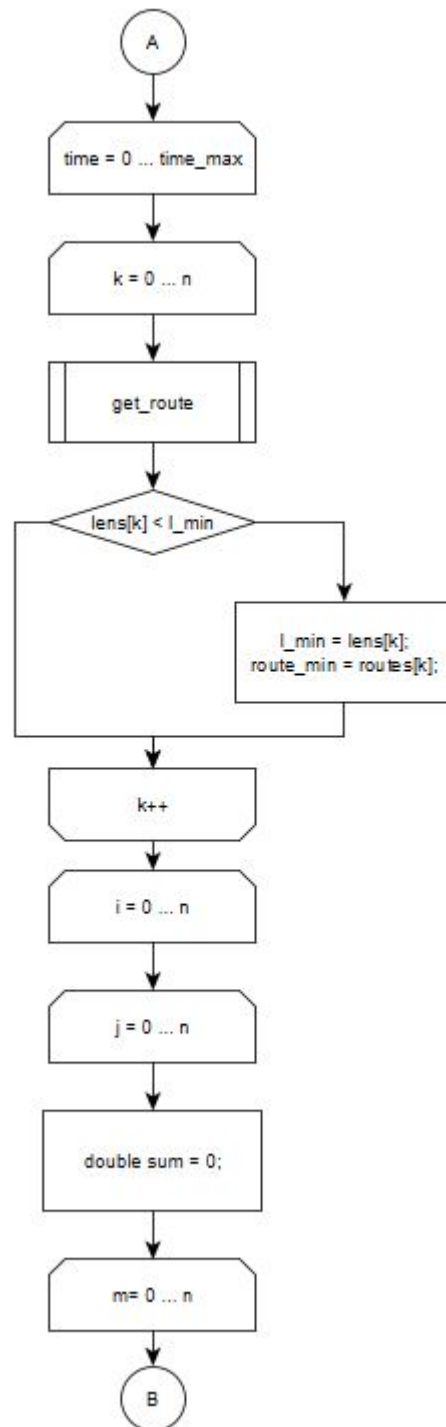 A
time = 0 ... time_max
k = 0 ... n
get_route
lens[k] < l_min
l_min = lens[k];
route_min = routes[k];
k++
i = 0 ... n
j = 0 ... n
double sum = 0;
m= 0 ... n
B